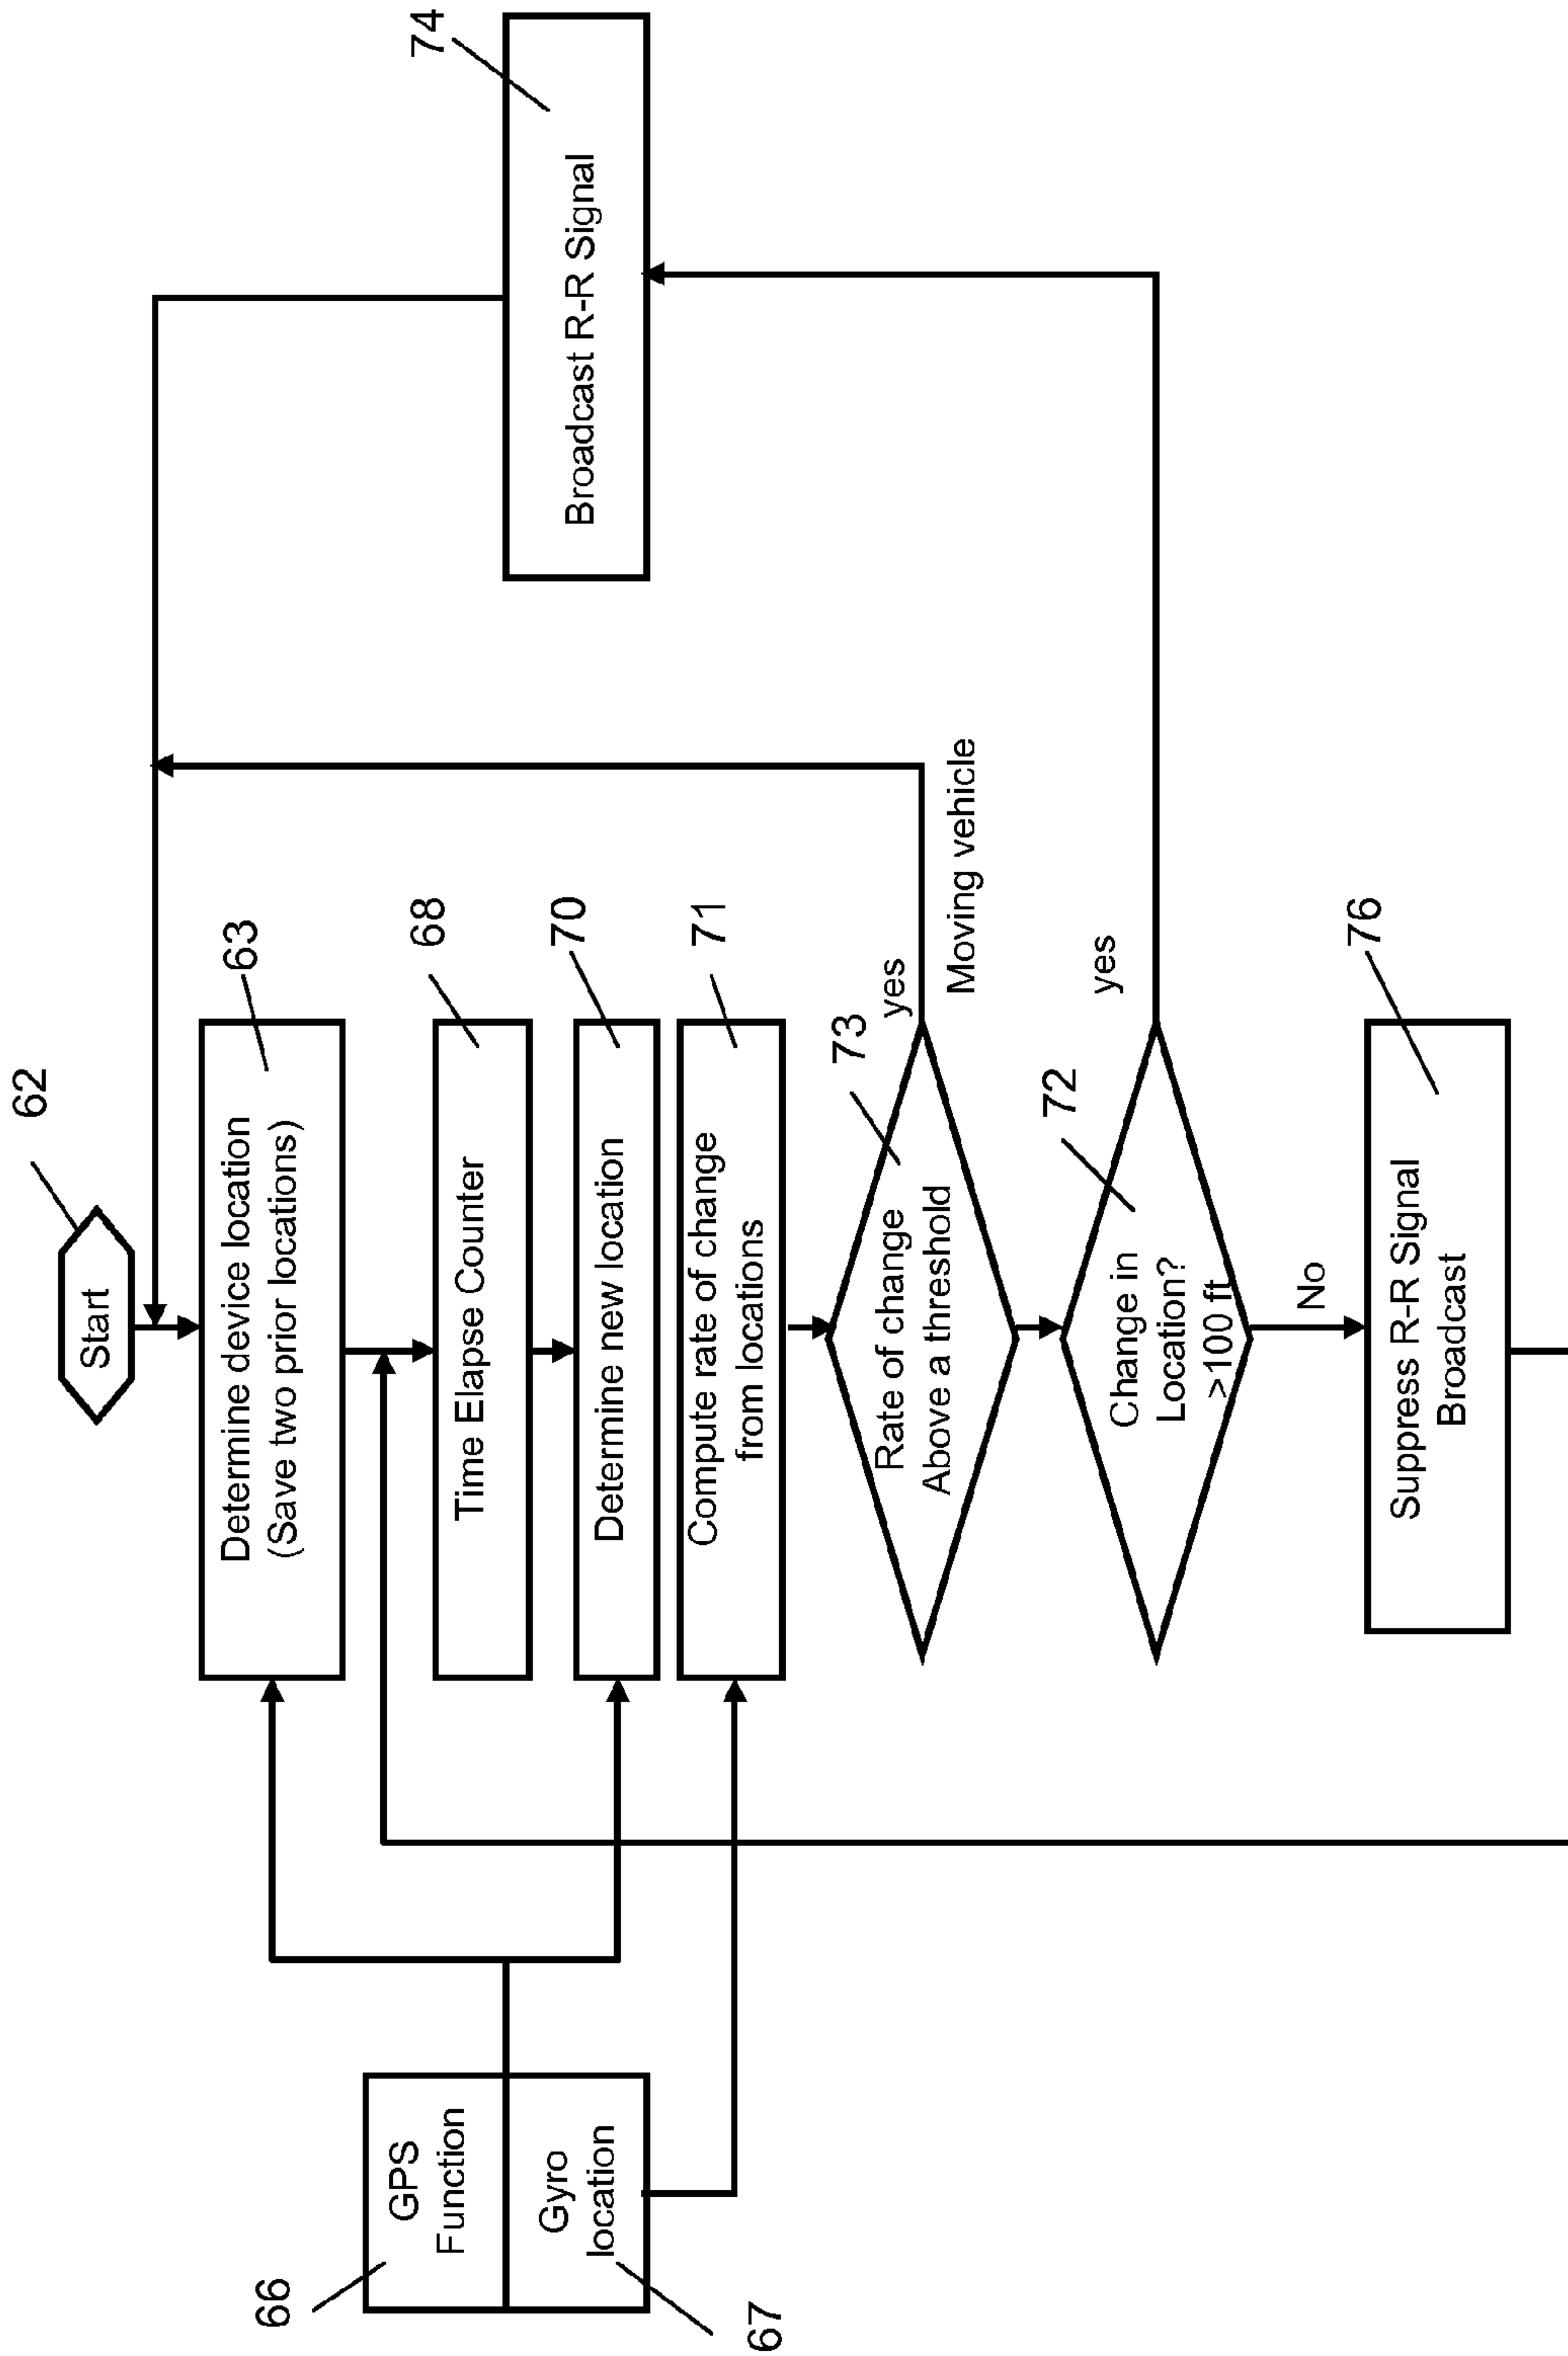 62
Start
63
Determine device location
(Save two prior locations)
66
GPS
Function
Gyro
location
67
68
Time Elapse Counter
70
Determine new location
71
Compute rate of change
from locations
73
Rate of change
Above a threshold
yes
Moving vehicle
72
Change in
Location?
>100 ft
yes
No
74
Broadcast R-R Signal
76
Suppress R-R Signal
Broadcast